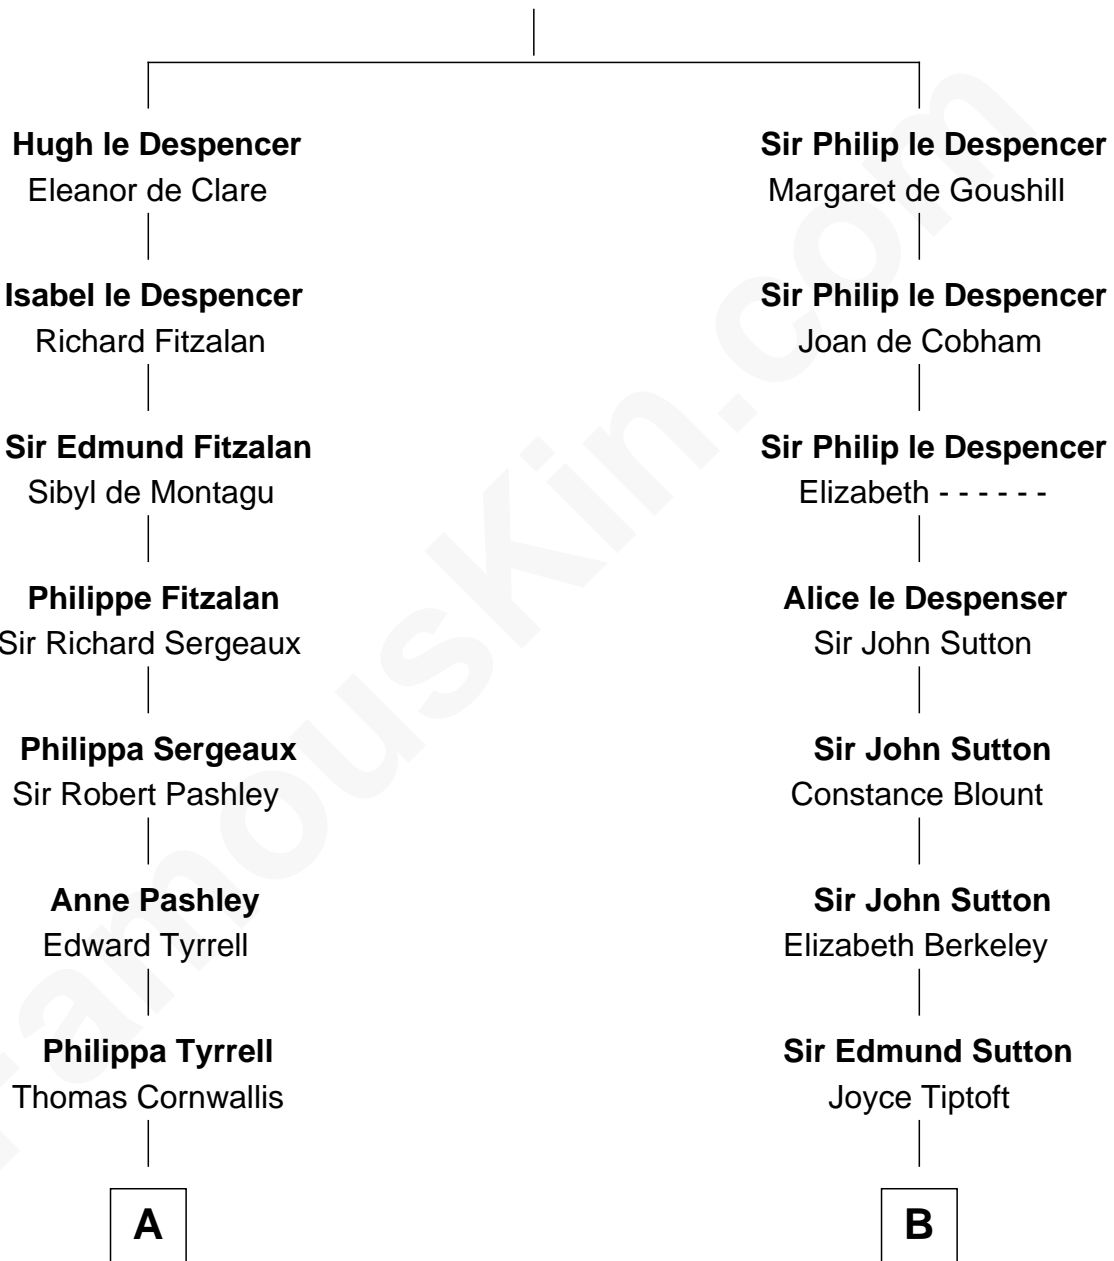 Hugh le Despencer
Eleanor de Clare
Isabel le Despencer
Richard Fitzalan
Sir Edmund Fitzalan
Sibyl de Montagu
Philippe Fitzalan
Sir Richard Sergeaux
Philippa Sergeaux
Sir Robert Pashley
Anne Pashley
Edward Tyrrell
Philippa Tyrrell
Thomas Cornwallis
A
Sir Philip le Despencer
Margaret de Goushill
Sir Philip le Despencer
Joan de Cobham
Sir Philip le Despencer
Elizabeth - - - - - -
Alice le Despenser
Sir John Sutton
Sir John Sutton
Constance Blount
Sir John Sutton
Elizabeth Berkeley
Sir Edmund Sutton
Joyce Tiptoft
B
FamousKin.com